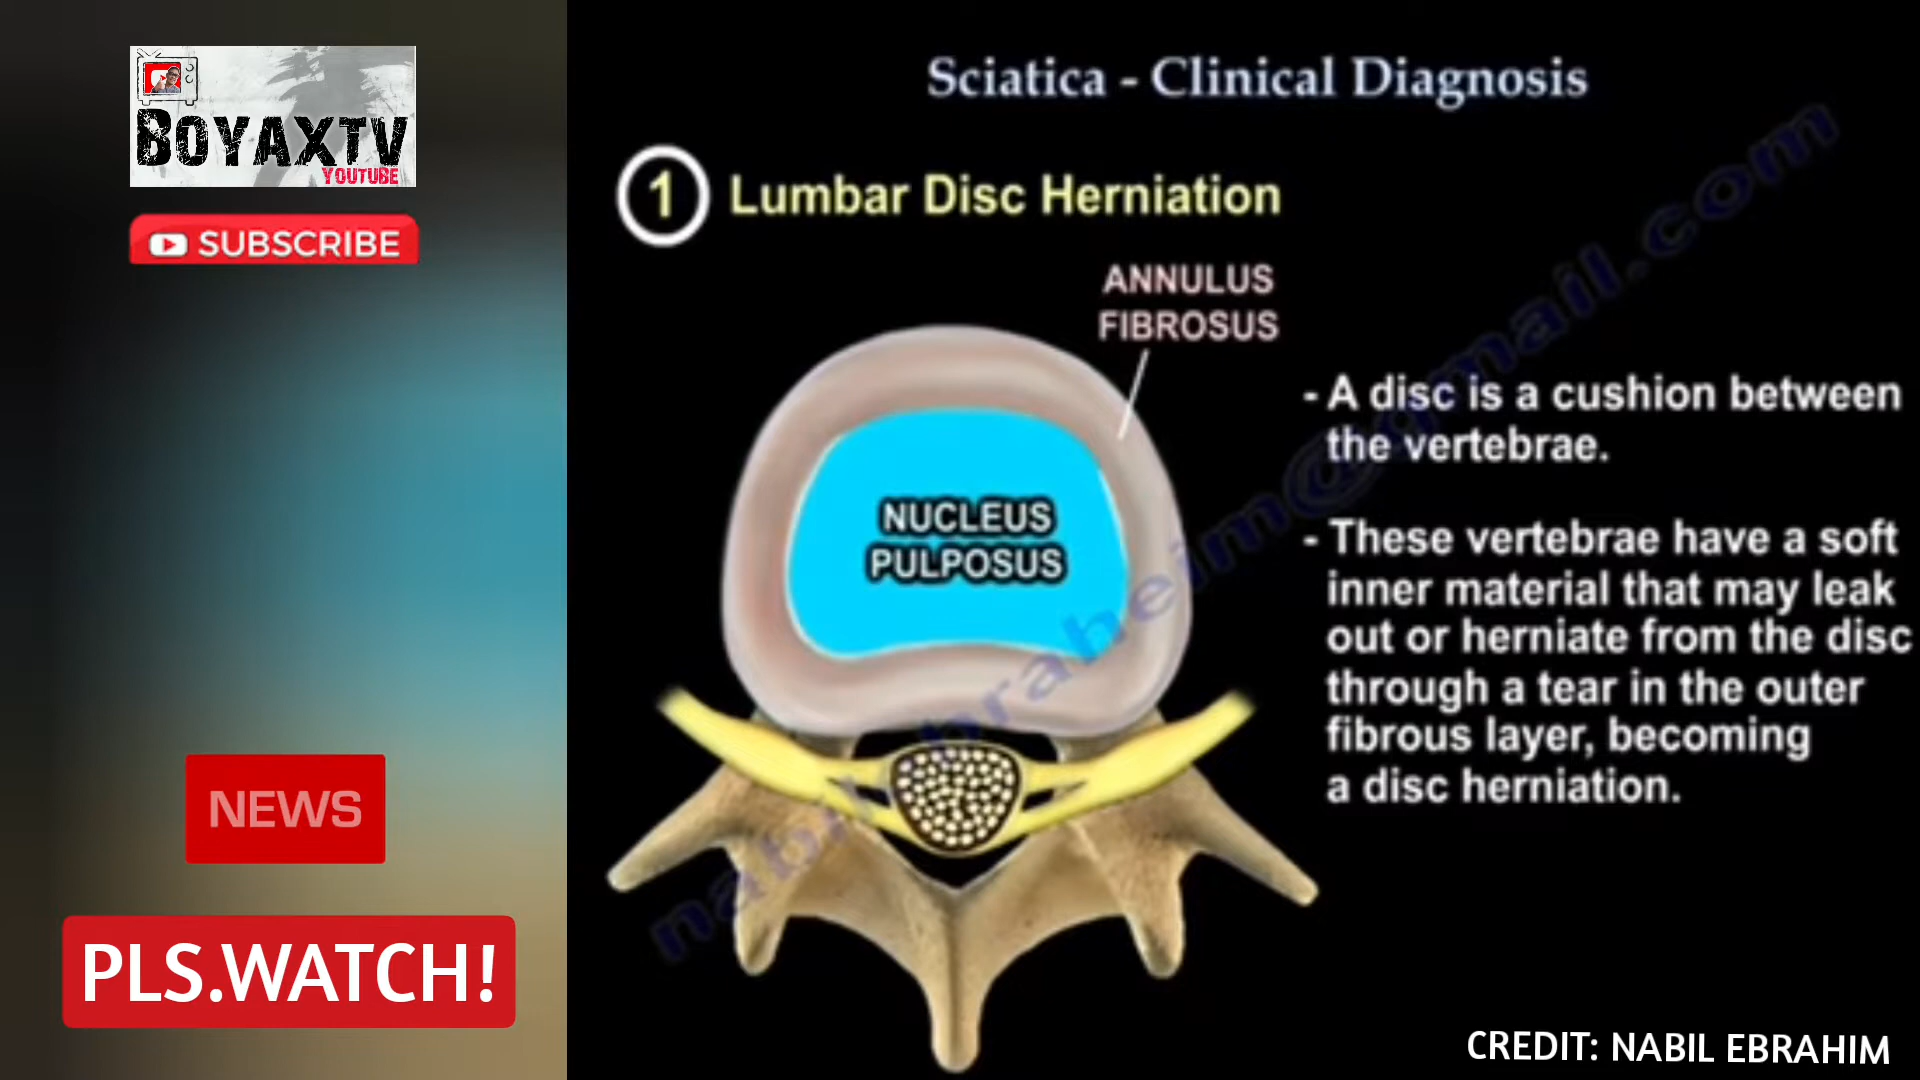 BOYAXTV
YOUTUBE
SUBSCRIBE
NEWS
PLS.WATCH!
Sciatica - Clinical Diagnosis
1 Lumbar Disc Herniation
ANNULUS
FIBROSUS
NUCLEUS
PULPOSUS
- A disc is a cushion between
the vertebrae.
- These vertebrae have a soft
inner material that may leak
out or herniate from the disc
through a tear in the outer
fibrous layer, becoming
a disc herniation.
CREDIT: NABIL EBRAHIM